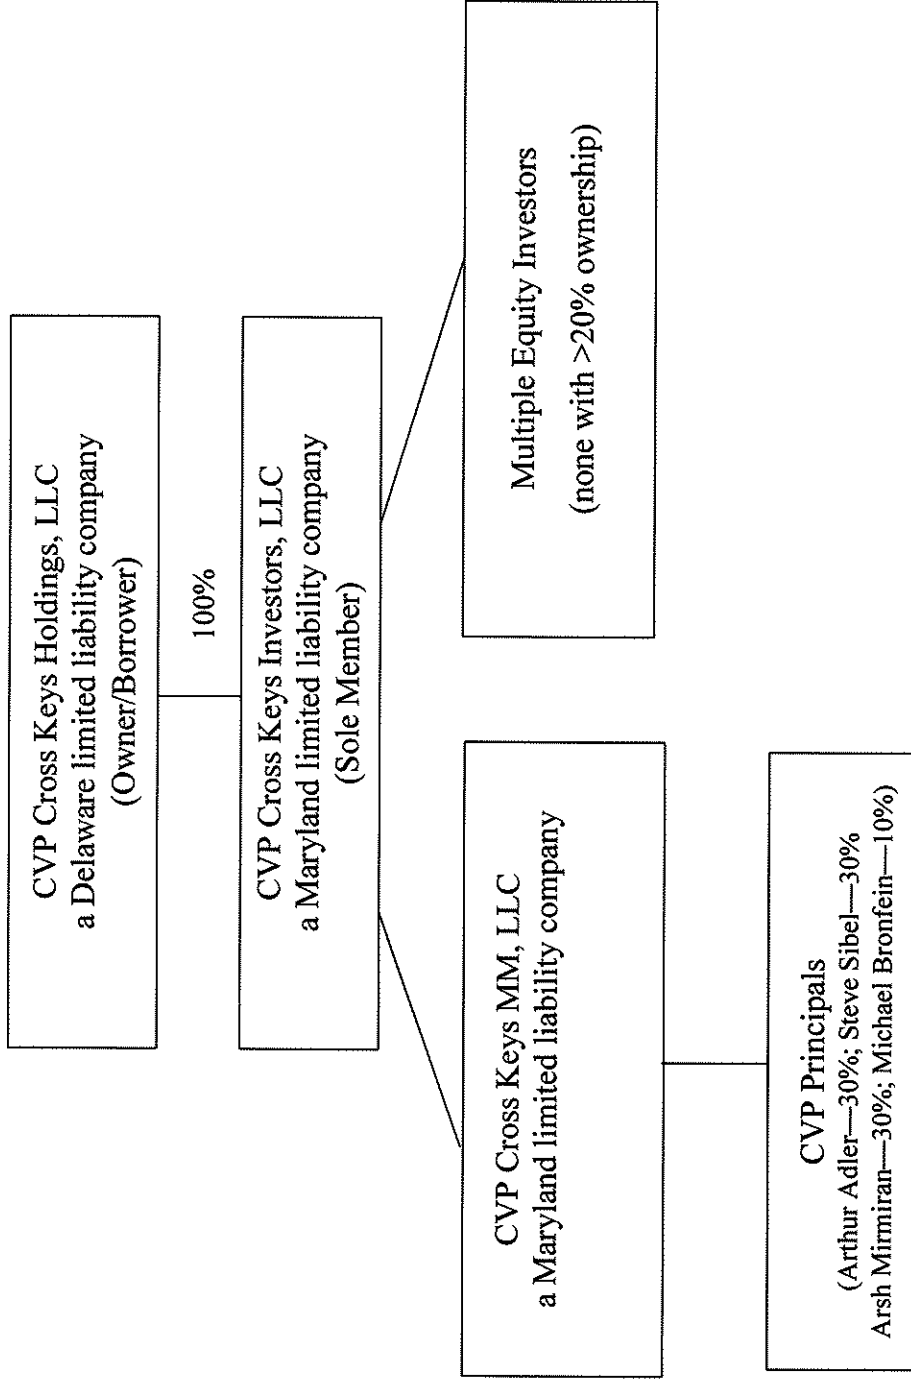 CVP Cross Keys Holdings, LLC
a Delaware limited liability company
(Owner/Borrower)
100%
CVP Cross Keys Investors, LLC
a Maryland limited liability company
(Sole Member)
CVP Cross Keys MM, LLC
a Maryland limited liability company
Multiple Equity Investors
(none with >20% ownership)
CVP Principals
(Arthur Adler—30%; Steve Sibel—30%
Arsh Mirmiran—30%; Michael Bronfein—10%)